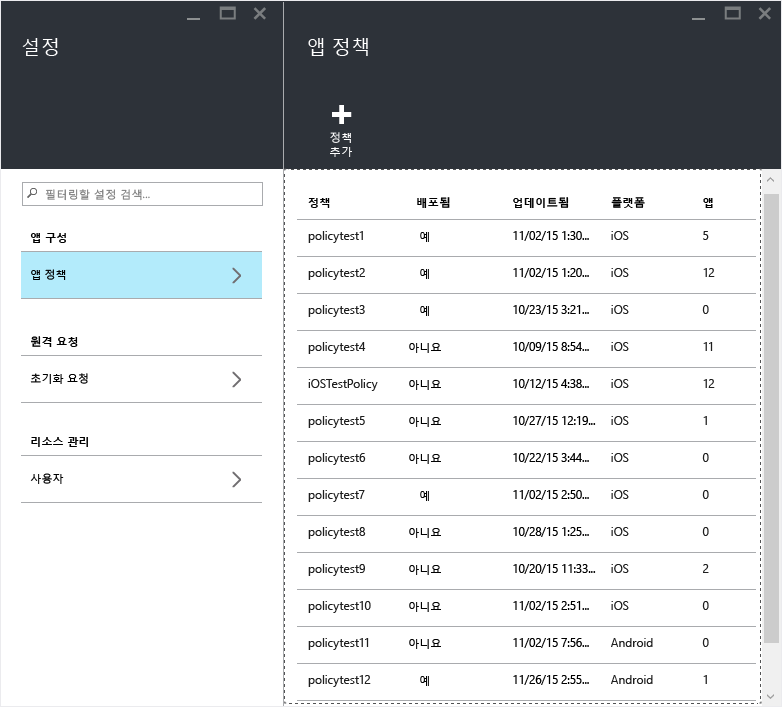 설정
필터링할 설정 검색...
앱 구성
앱 정책
원격 요청
초기화 요청
리소스 관리
사용자
앱 정책
정책
추가
정책 배포됨 업데이트됨 플랫폼 앱
policytest1 예 11/02/15 1:30... iOS 5
policytest2 예 11/02/15 1:20... iOS 12
policytest3 예 10/23/15 3:21... iOS 0
policytest4 아니요 10/09/15 8:54... iOS 11
iOSTestPolicy 아니요 10/12/15 4:38... iOS 12
policytest5 아니요 10/27/15 12:19... iOS 1
policytest6 아니요 10/22/15 3:44... iOS 0
policytest7 예 11/02/15 2:50... iOS 0
policytest8 아니요 10/28/15 1:25... iOS 0
policytest9 아니요 10/20/15 11:33... iOS 2
policytest10 아니요 11/02/15 2:51... iOS 0
policytest11 아니요 11/02/15 7:56... Android 0
policytest12 예 11/26/15 2:55... Android 1